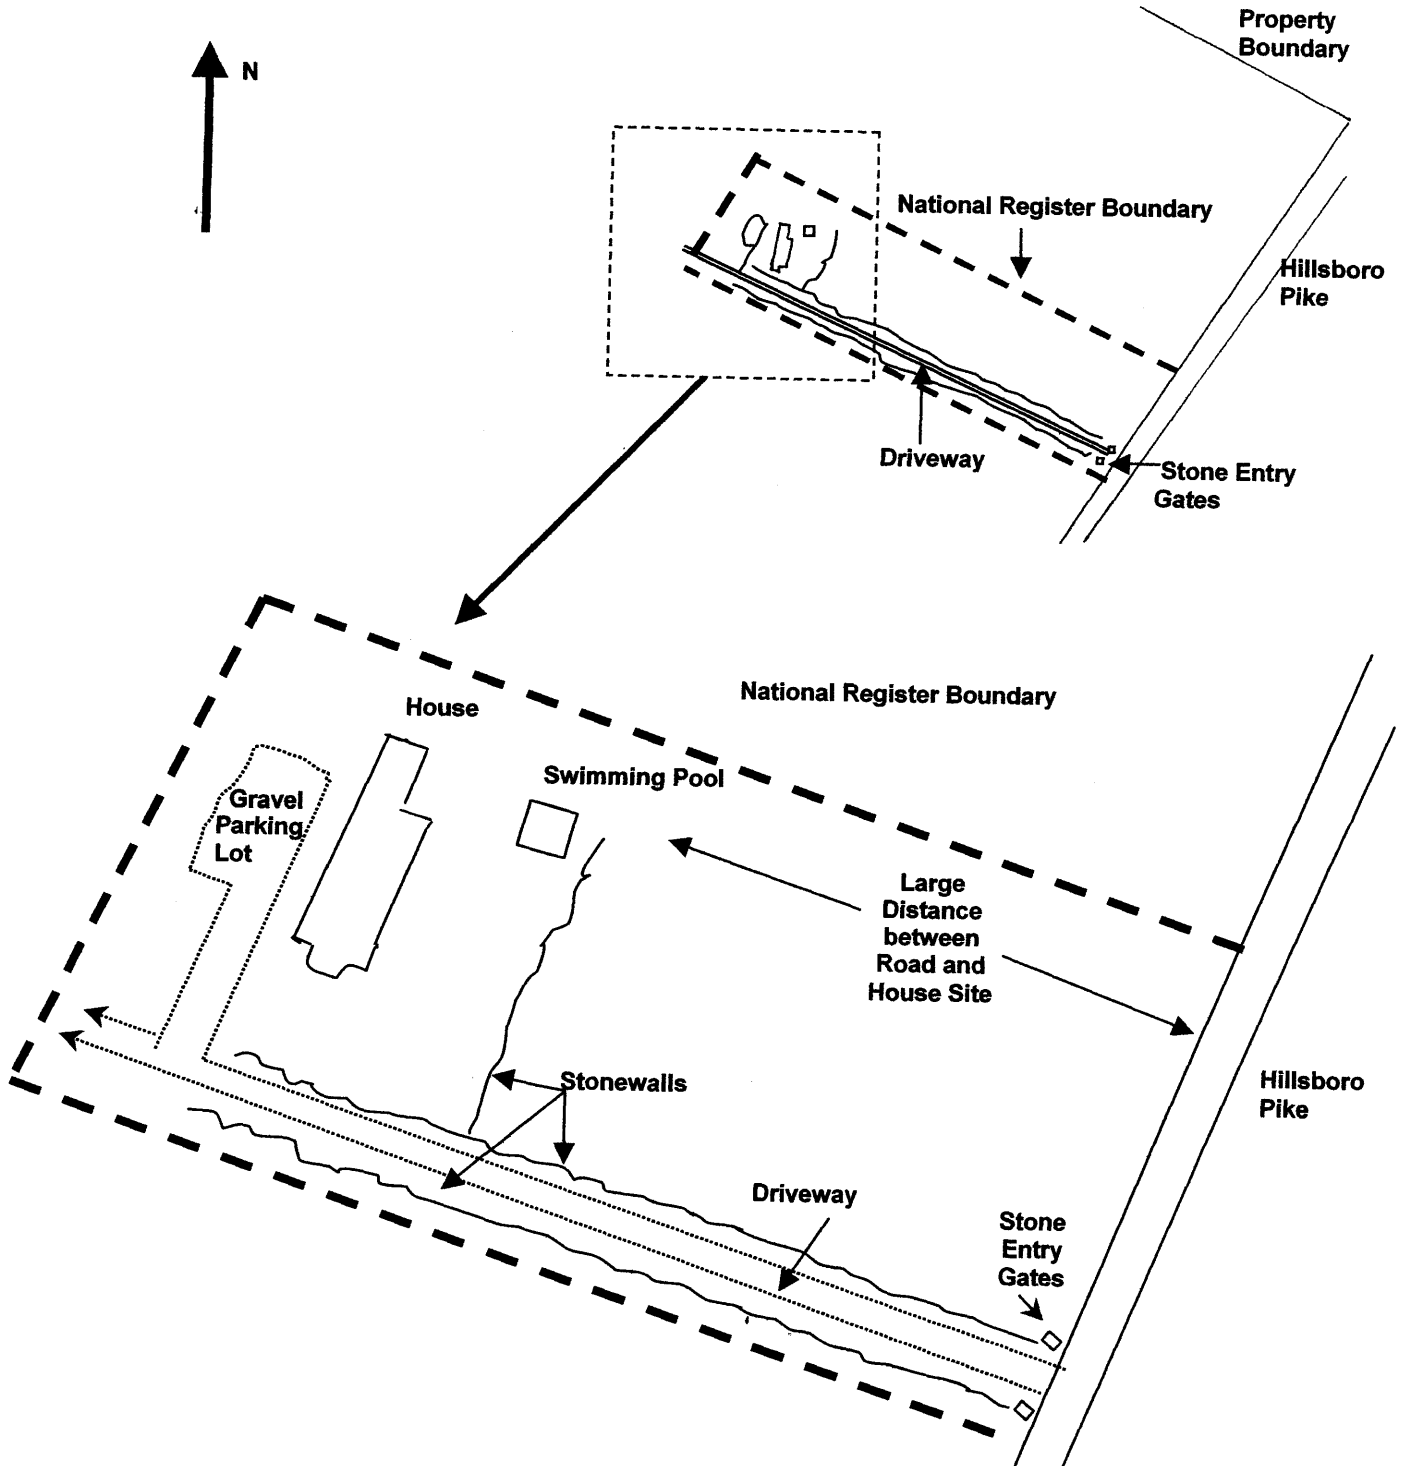 Property
Boundary
N
National Register Boundary
Hillsboro
Pike
Driveway
Stone Entry
Gates
National Register Boundary
House
Swimming Pool
Gravel
Parking
Lot
Large
Distance
between
Road and
House Site
Stonewalls
Hillsboro
Pike
Driveway
Stone
Entry
Gates